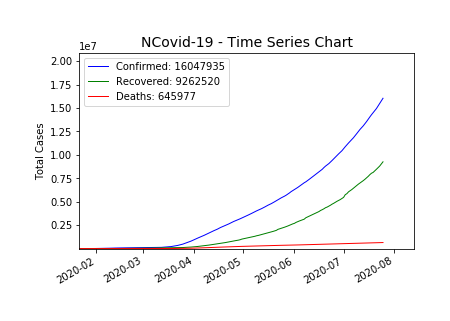 NCovid-19 - Time Series Chart
1e7
Confirmed: 16047935
Recovered: 9262520
Deaths: 645977
Total Cases
2.00
1.75
1.50
1.25
1.00
0.75
0.50
0.25
2020-02
2020-03
2020-04
2020-05
2020-06
2020-07
2020-08